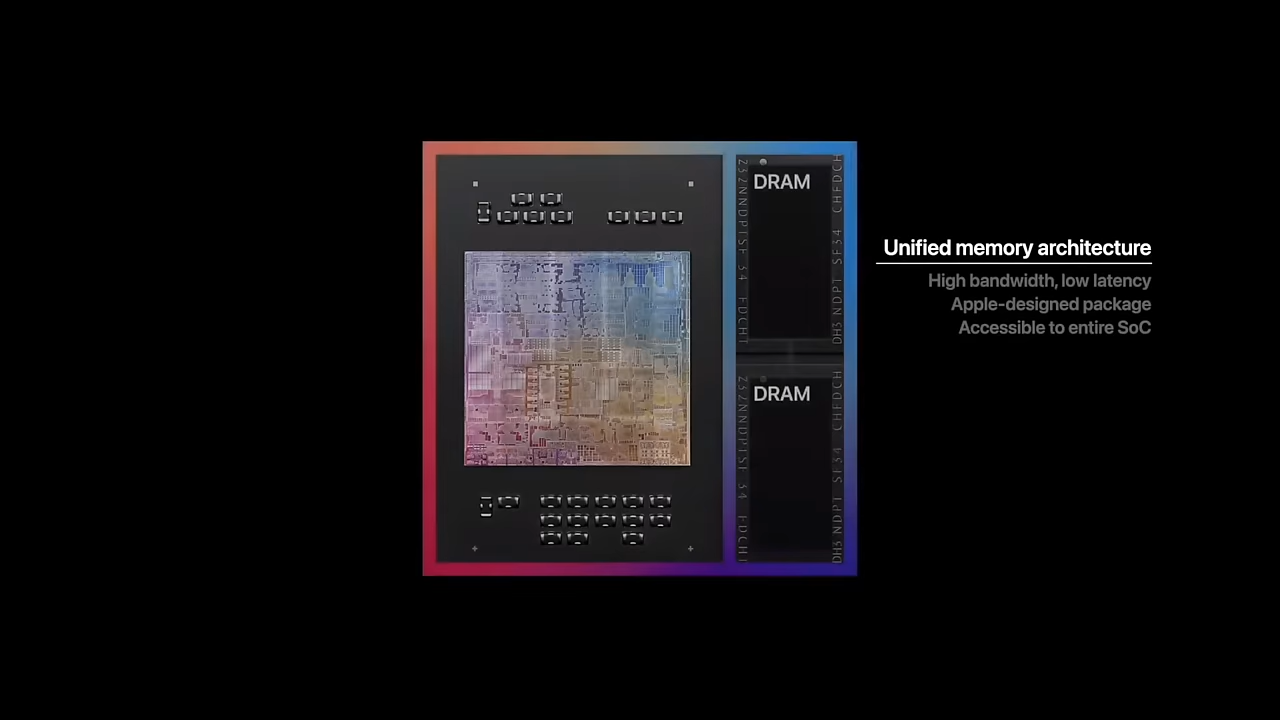 DRAM
DRAM
Unified memory architecture
High bandwidth, low latency
Apple-designed package
Accessible to entire SoC